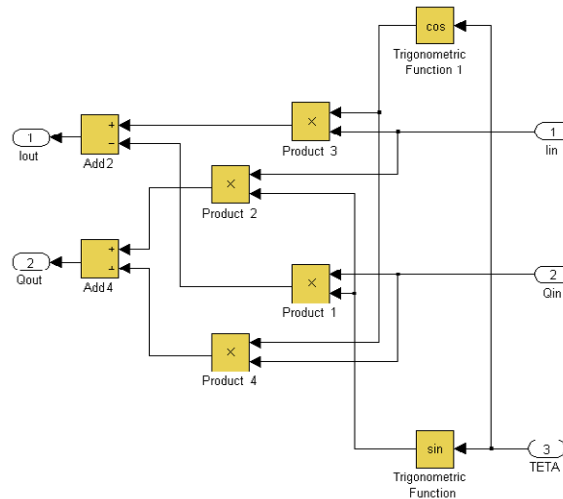 cos
Trigonometric
Function 1
1
Iout
+
−
Add2
×
Product 3
1
Iin
×
Product 2
2
Qout
+
+
Add4
×
Product 1
2
Qin
×
Product 4
sin
Trigonometric
Function
3
TETA